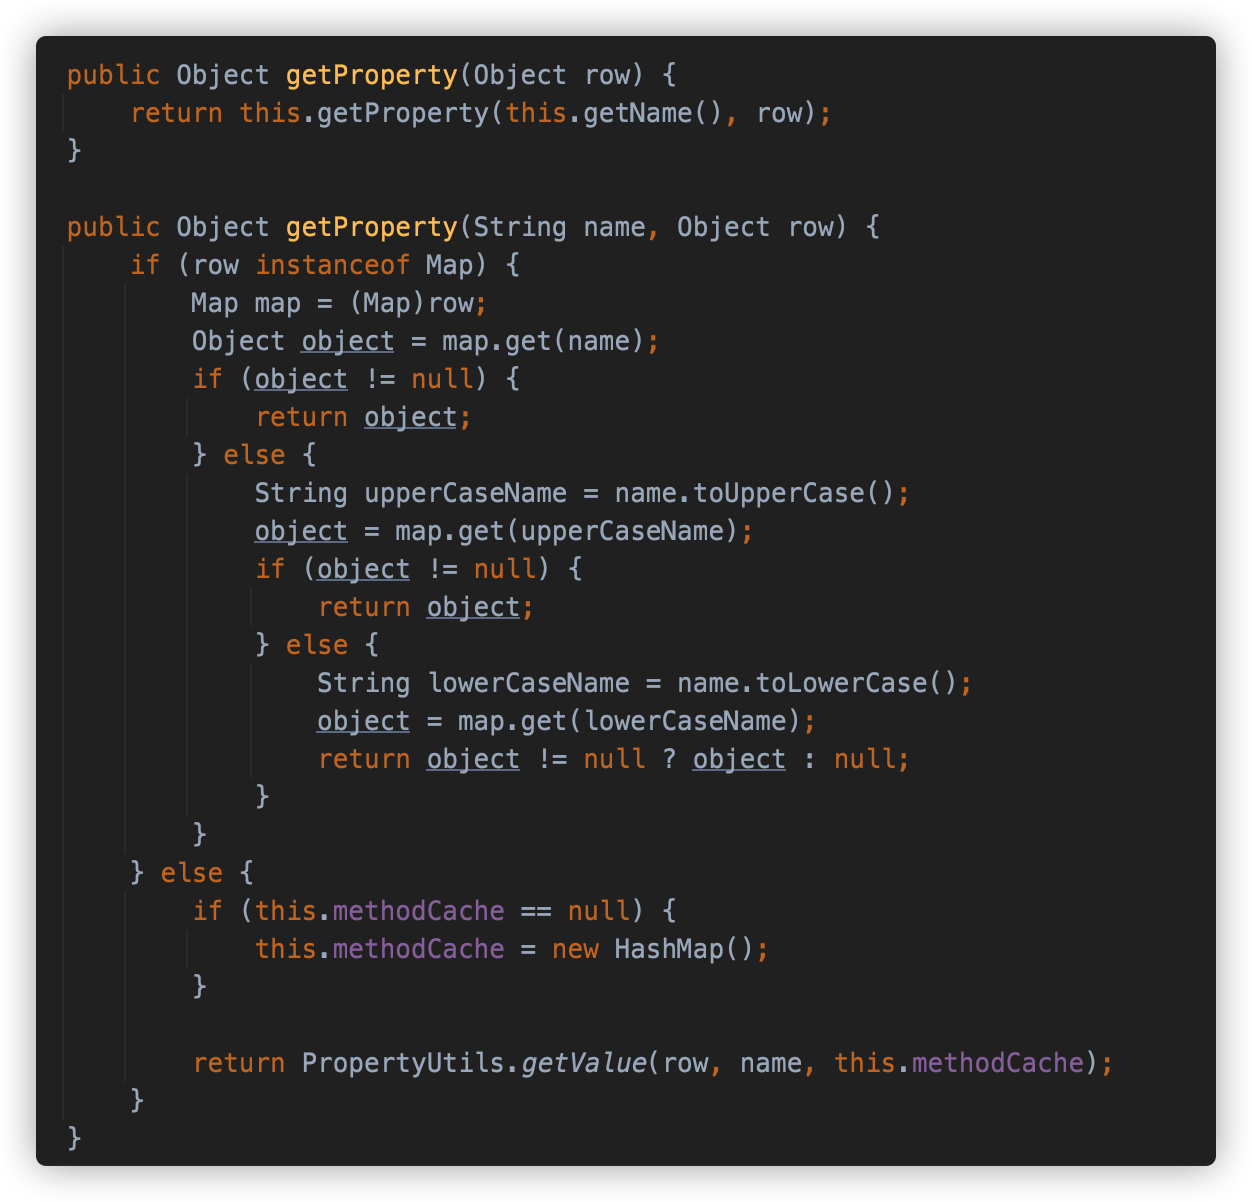 public Object getProperty(Object row) {
    return this.getProperty(this.getName(), row);
}

public Object getProperty(String name, Object row) {
    if (row instanceof Map) {
        Map map = (Map)row;
        Object object = map.get(name);
        if (object != null) {
            return object;
        } else {
            String upperCaseName = name.toUpperCase();
            object = map.get(upperCaseName);
            if (object != null) {
                return object;
            } else {
                String lowerCaseName = name.toLowerCase();
                object = map.get(lowerCaseName);
                return object != null ? object : null;
            }
        }
    } else {
        if (this.methodCache == null) {
            this.methodCache = new HashMap();
        }

        return PropertyUtils.getValue(row, name, this.methodCache);
    }
}